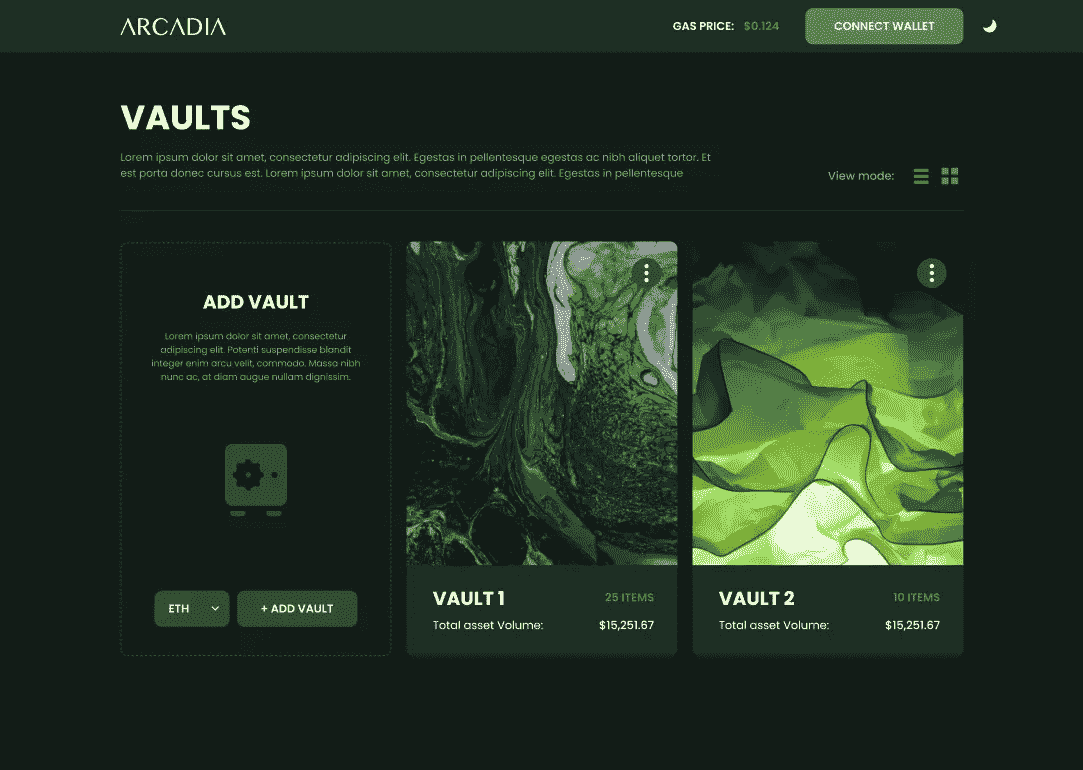 ARCADIA
GAS PRICE: $0.124
CONNECT WALLET
VAULTS
Lorem ipsum dolor sit amet, consectetur adipiscing elit. Egestas in pellentesque egestas ac nibh aliquet tortor. Et
est porta donec cursus est. Lorem ipsum dolor sit amet, consectetur adipiscing elit. Egestas in pellentesque
View mode:
ADD VAULT
Lorem ipsum dolor sit amet, consectetur
adipiscing elit. Potenti suspendisse blandit
integer enim arcu velit, commodo. Massa nibh
nunc ac, at diam augue nullam dignissim.
ETH
+ ADD VAULT
VAULT 1
25 ITEMS
Total asset Volume:
$15,251.67
VAULT 2
10 ITEMS
Total asset Volume:
$15,251.67